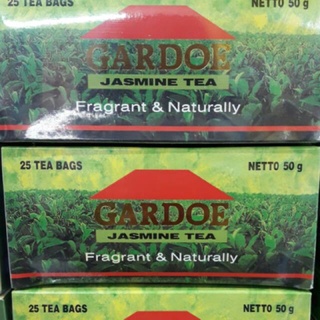 25 TEA BAGS NETTO 50 g
GARDOE
JASMINE TEA
Fragrant & Naturally
25 TEA BAGS NETTO 50 g
GARDOE
JASMINE TEA
Fragrant & Naturally
25 TEA BAGS NETTO 50 g